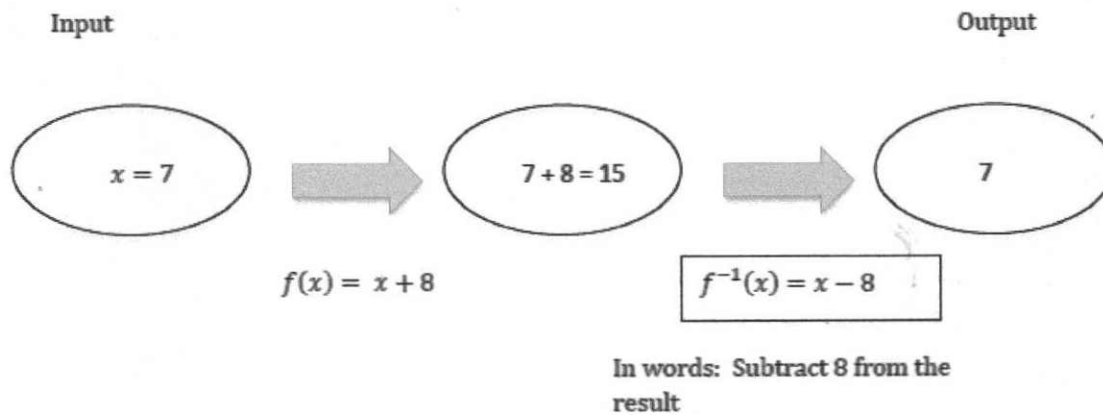 Input
Output
x = 7
7 + 8 = 15
7
f(x) = x + 8
f⁻¹(x) = x − 8
In words: Subtract 8 from the
result